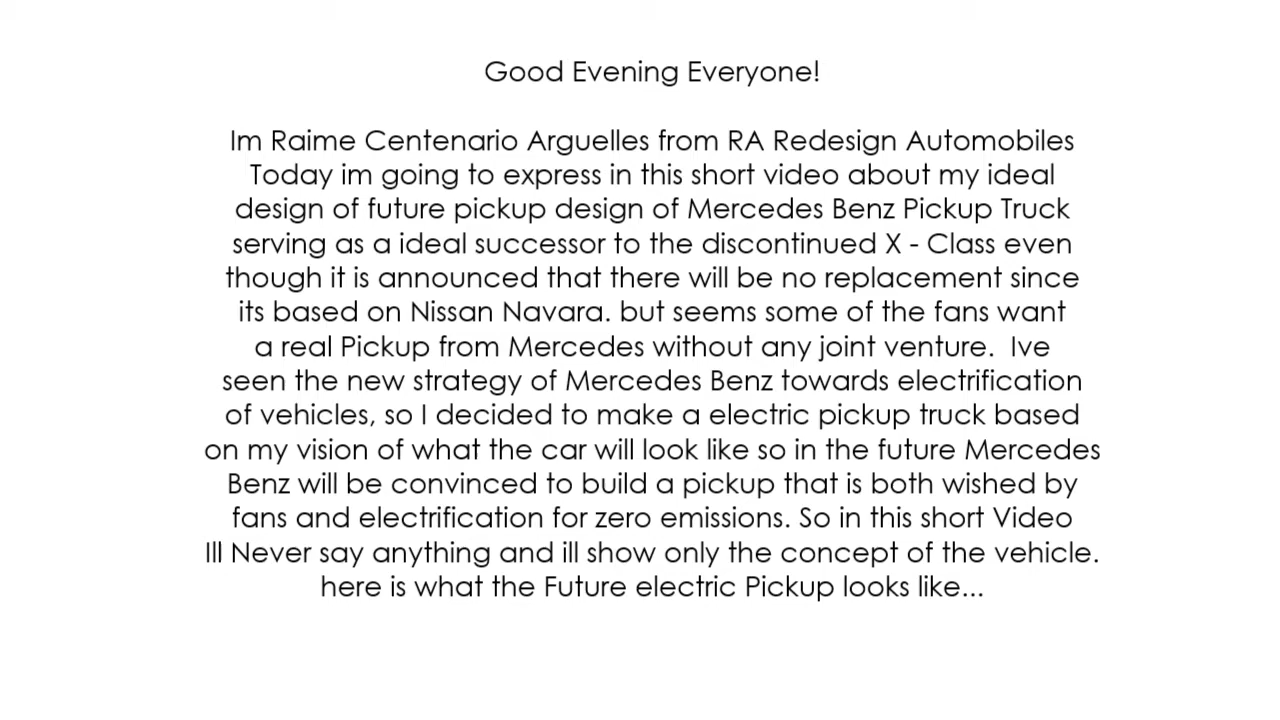 Good Evening Everyone!
Im Raime Centenario Arguelles from RA Redesign Automobiles
Today im going to express in this short video about my ideal
design of future pickup design of Mercedes Benz Pickup Truck
serving as a ideal successor to the discontinued X - Class even
though it is announced that there will be no replacement since
its based on Nissan Navara. but seems some of the fans want
a real Pickup from Mercedes without any joint venture.  Ive
seen the new strategy of Mercedes Benz towards electrification
of vehicles, so I decided to make a electric pickup truck based
on my vision of what the car will look like so in the future Mercedes
Benz will be convinced to build a pickup that is both wished by
fans and electrification for zero emissions. So in this short Video
Ill Never say anything and ill show only the concept of the vehicle.
here is what the Future electric Pickup looks like...